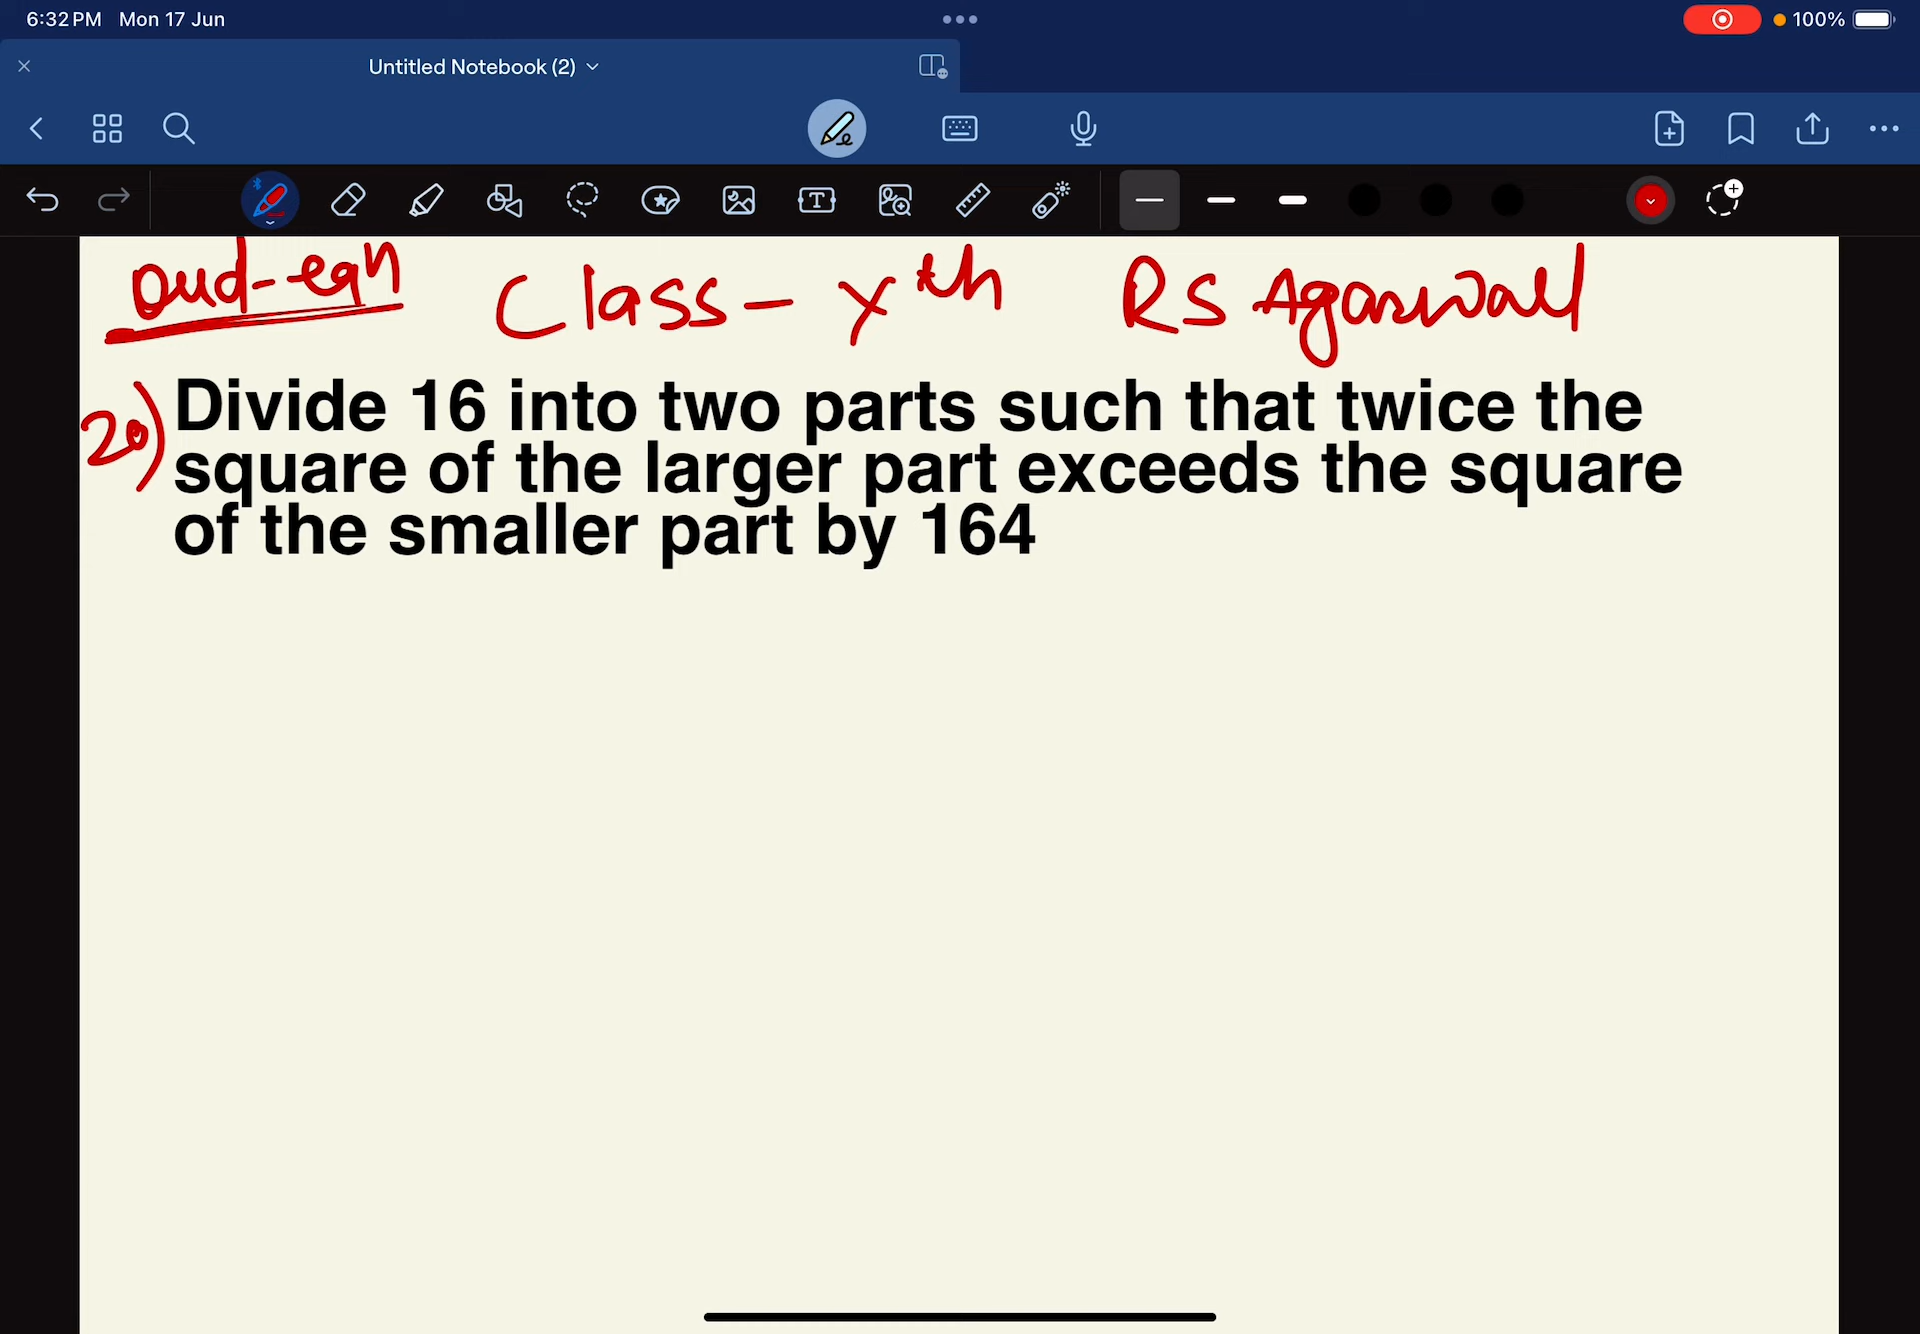 6:32 PM Mon 17 Jun
100%
Untitled Notebook (2)
Qud-eqn Class - Xth RS Agarwall
20) Divide 16 into two parts such that twice the
square of the larger part exceeds the square
of the smaller part by 164